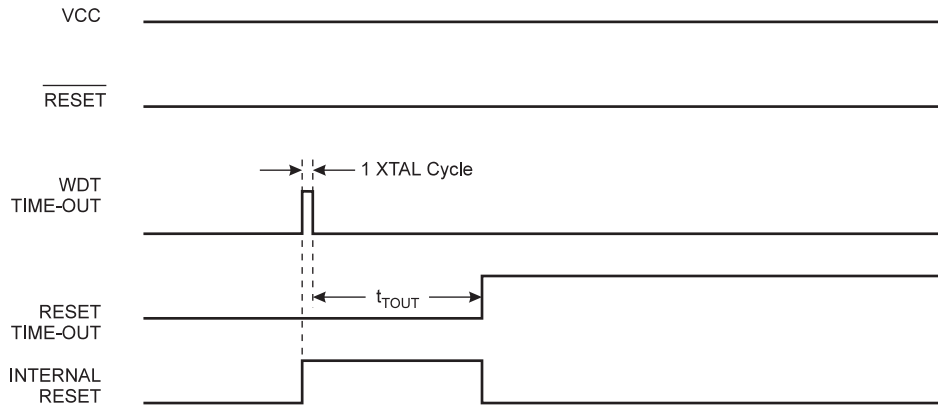 VCC
RESET
1 XTAL Cycle
WDT
TIME-OUT
tTOUT
RESET
TIME-OUT
INTERNAL
RESET